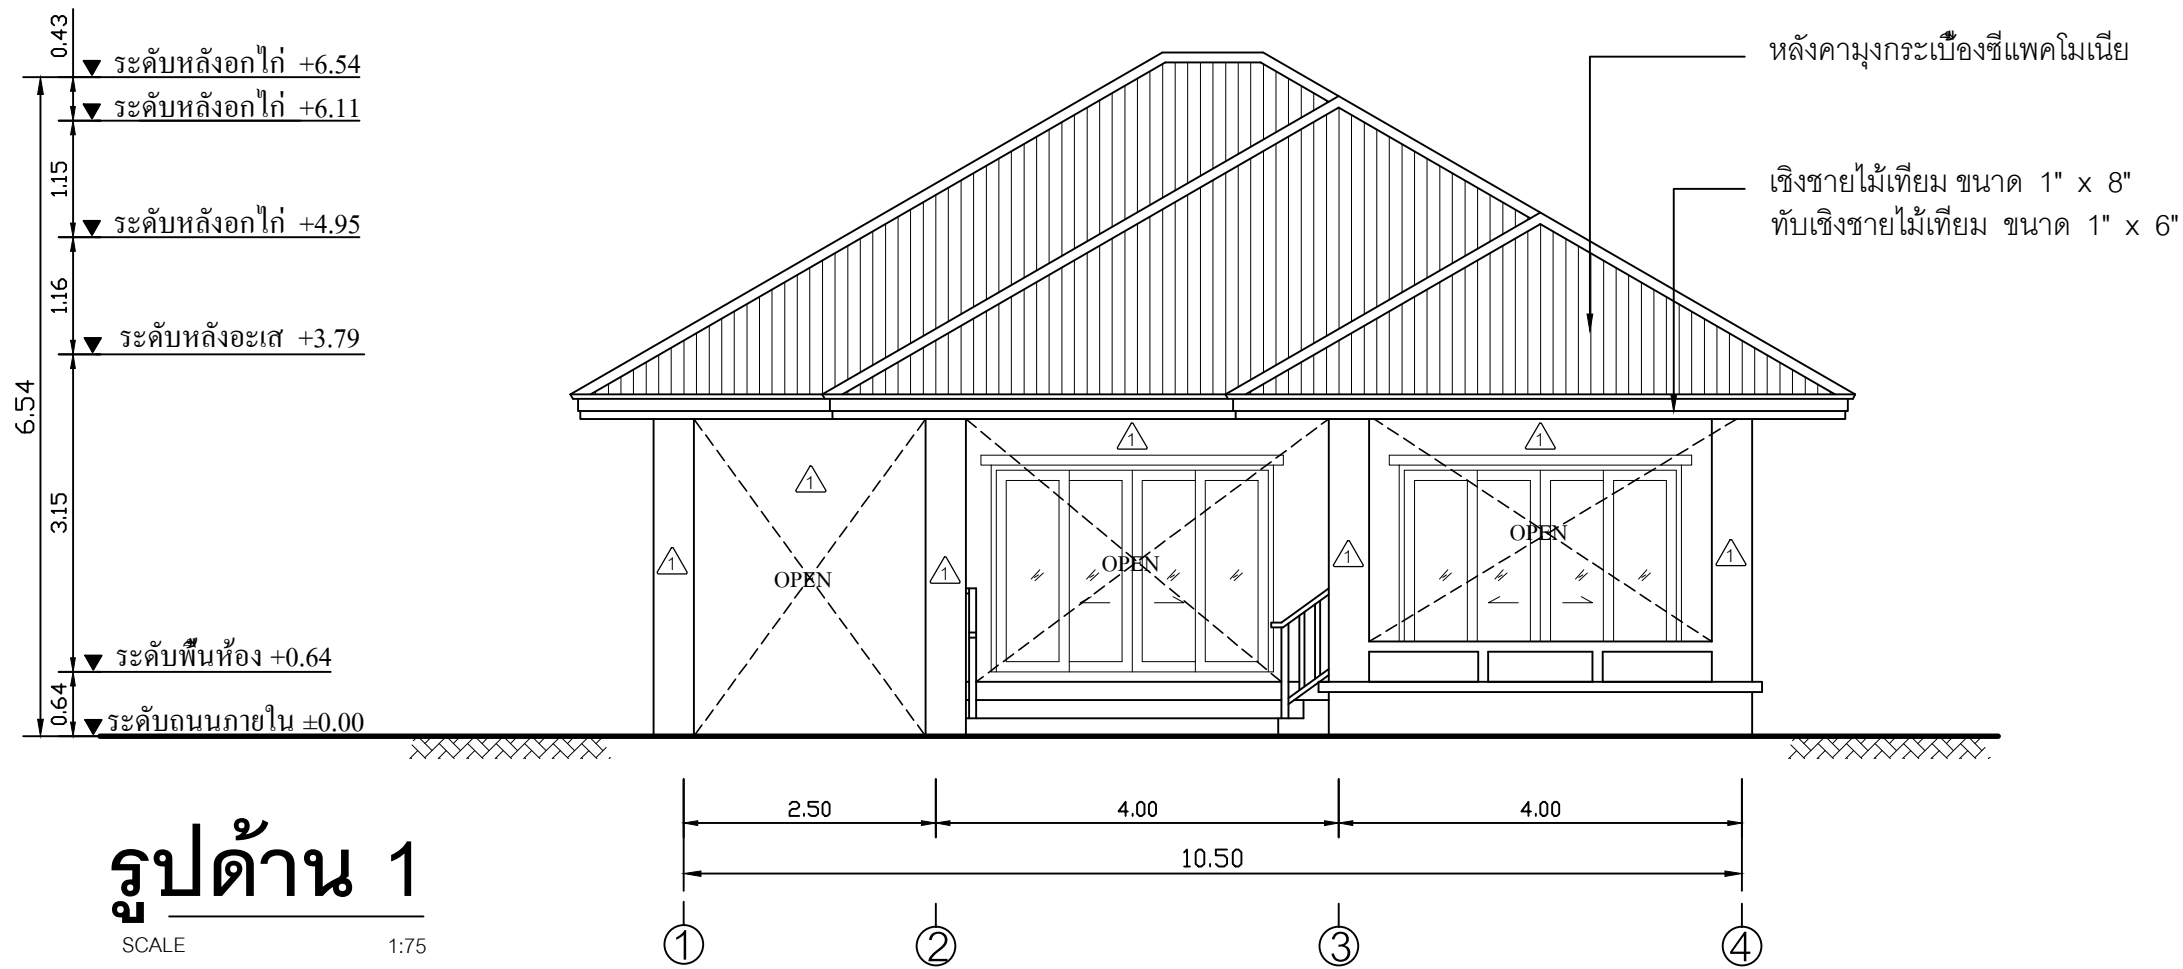 0.43
ระดับหลังอกไก่ +6.54
ระดับหลังอกไก่ +6.11
1.15
ระดับหลังอกไก่ +4.95
1.16
ระดับหลังอะเส +3.79
6.54
3.15
ระดับพื้นห้อง +0.64
0.64
ระดับถนนภายใน ±0.00
หลังคามุงกระเบื้องซีแพคโมเนีย
เชิงชายไม้เทียม ขนาด 1" x 8"
ทับเชิงชายไม้เทียม ขนาด 1" x 6"
1
1
1
1
1
1
1
OPEN
OPEN
OPEN
2.50
4.00
4.00
10.50
1
2
3
4
รูปด้าน 1
SCALE 1:75